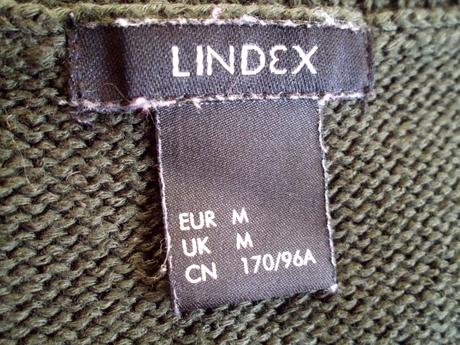 LINDEX
EUR M
UK M
CN 170/96A